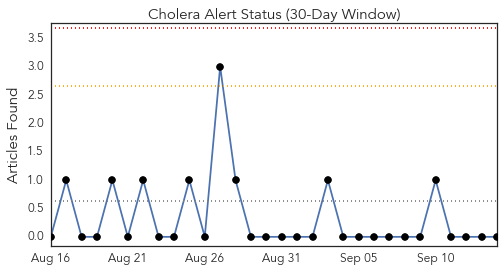 Cholera Alert Status (30-Day Window)
Articles Found
3.5
3.0
2.5
2.0
1.5
1.0
0.5
0.0
Aug 16 Aug 21 Aug 26 Aug 31 Sep 05 Sep 10